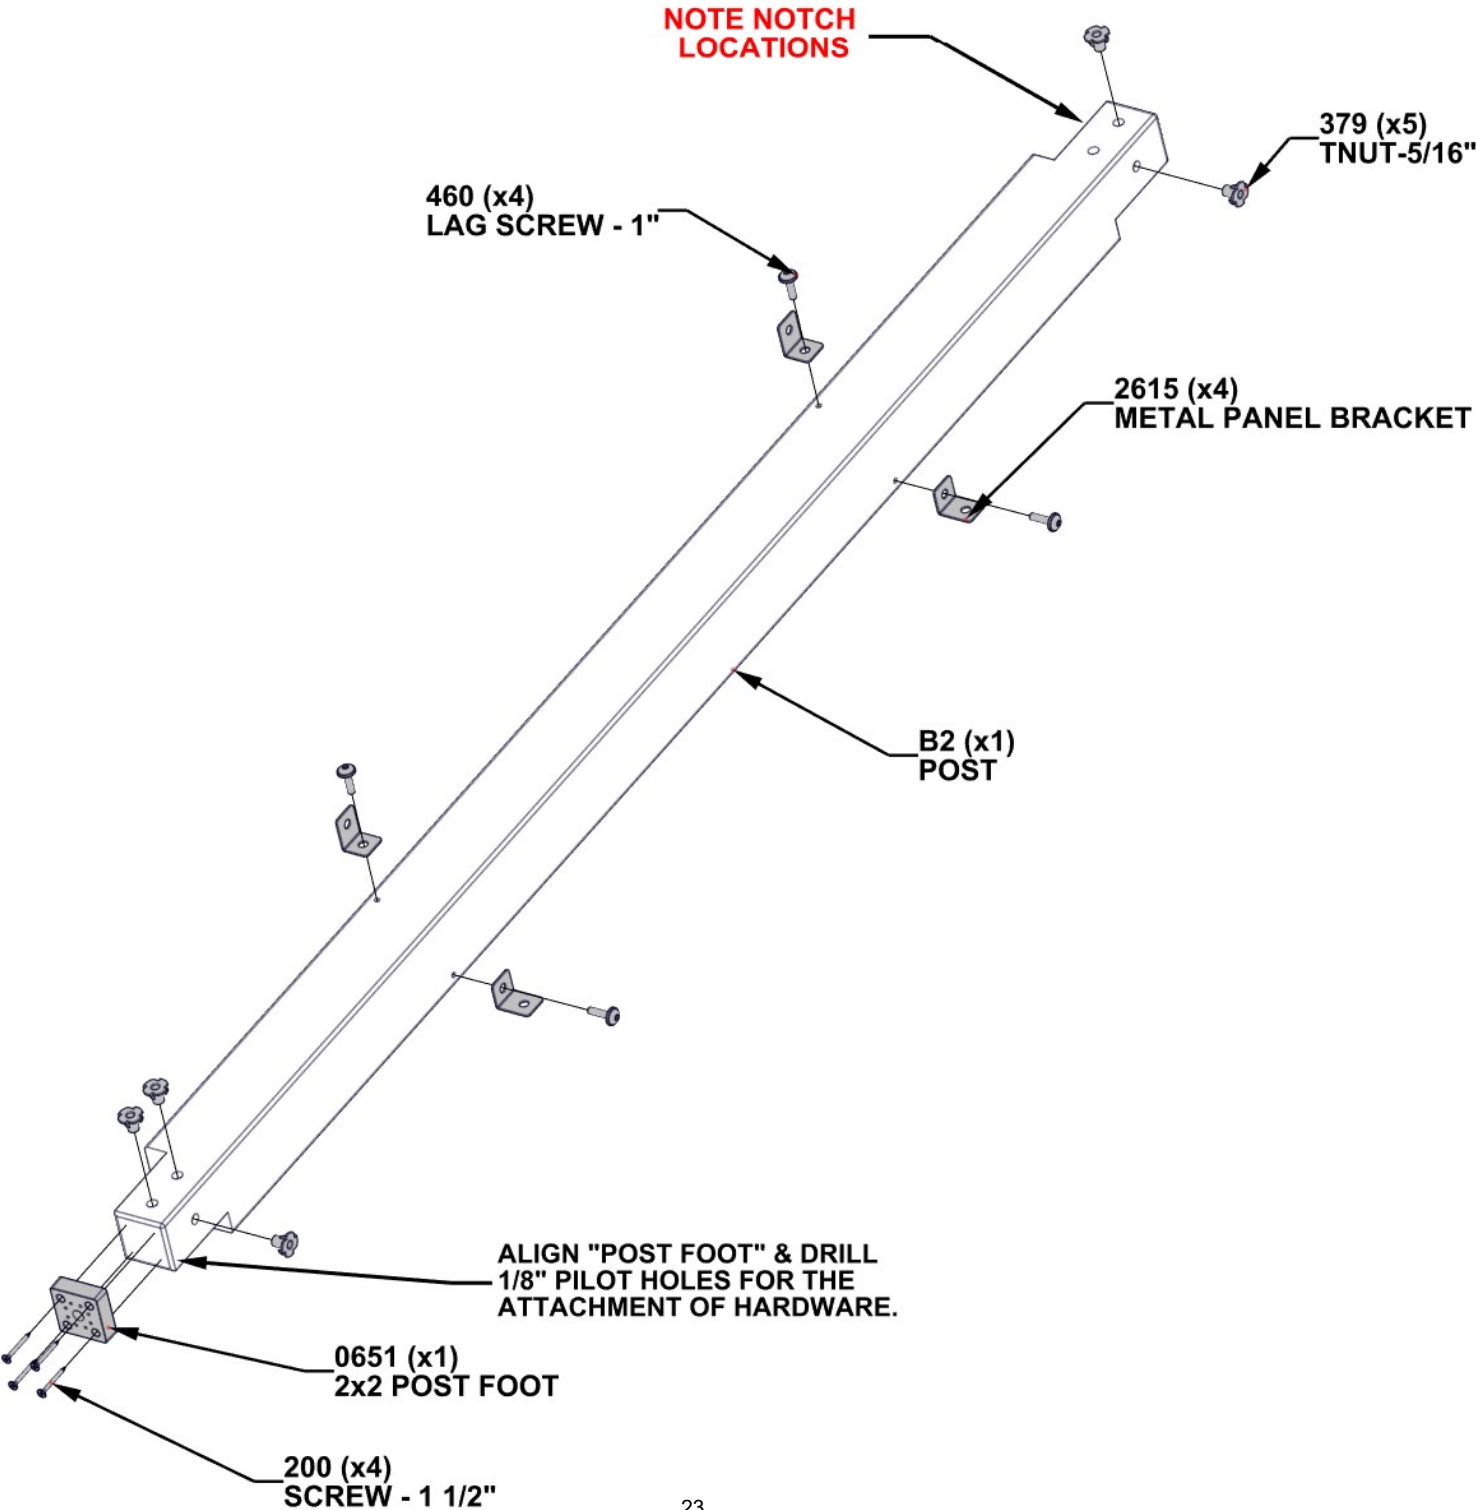 NOTE NOTCH
LOCATIONS
379 (x5)
TNUT-5/16"
460 (x4)
LAG SCREW - 1"
2615 (x4)
METAL PANEL BRACKET
B2 (x1)
POST
ALIGN "POST FOOT" & DRILL
1/8" PILOT HOLES FOR THE
ATTACHMENT OF HARDWARE.
0651 (x1)
2x2 POST FOOT
200 (x4)
SCREW - 1 1/2"
23